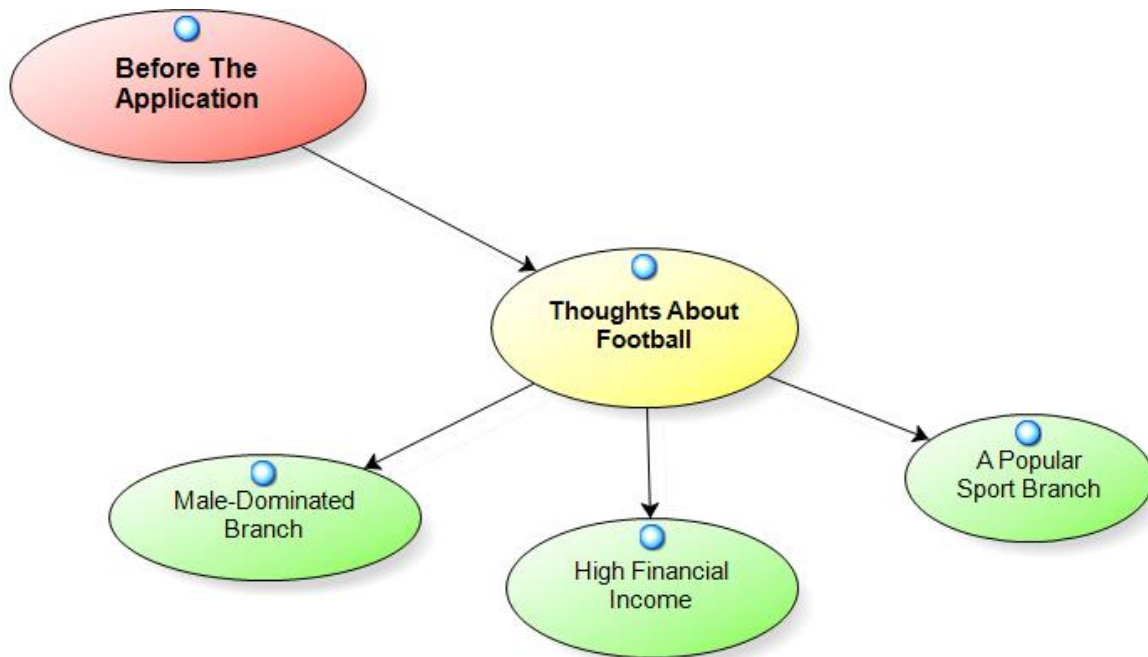 Before The
Application
Thoughts About
Football
Male-Dominated
Branch
High Financial
Income
A Popular
Sport Branch